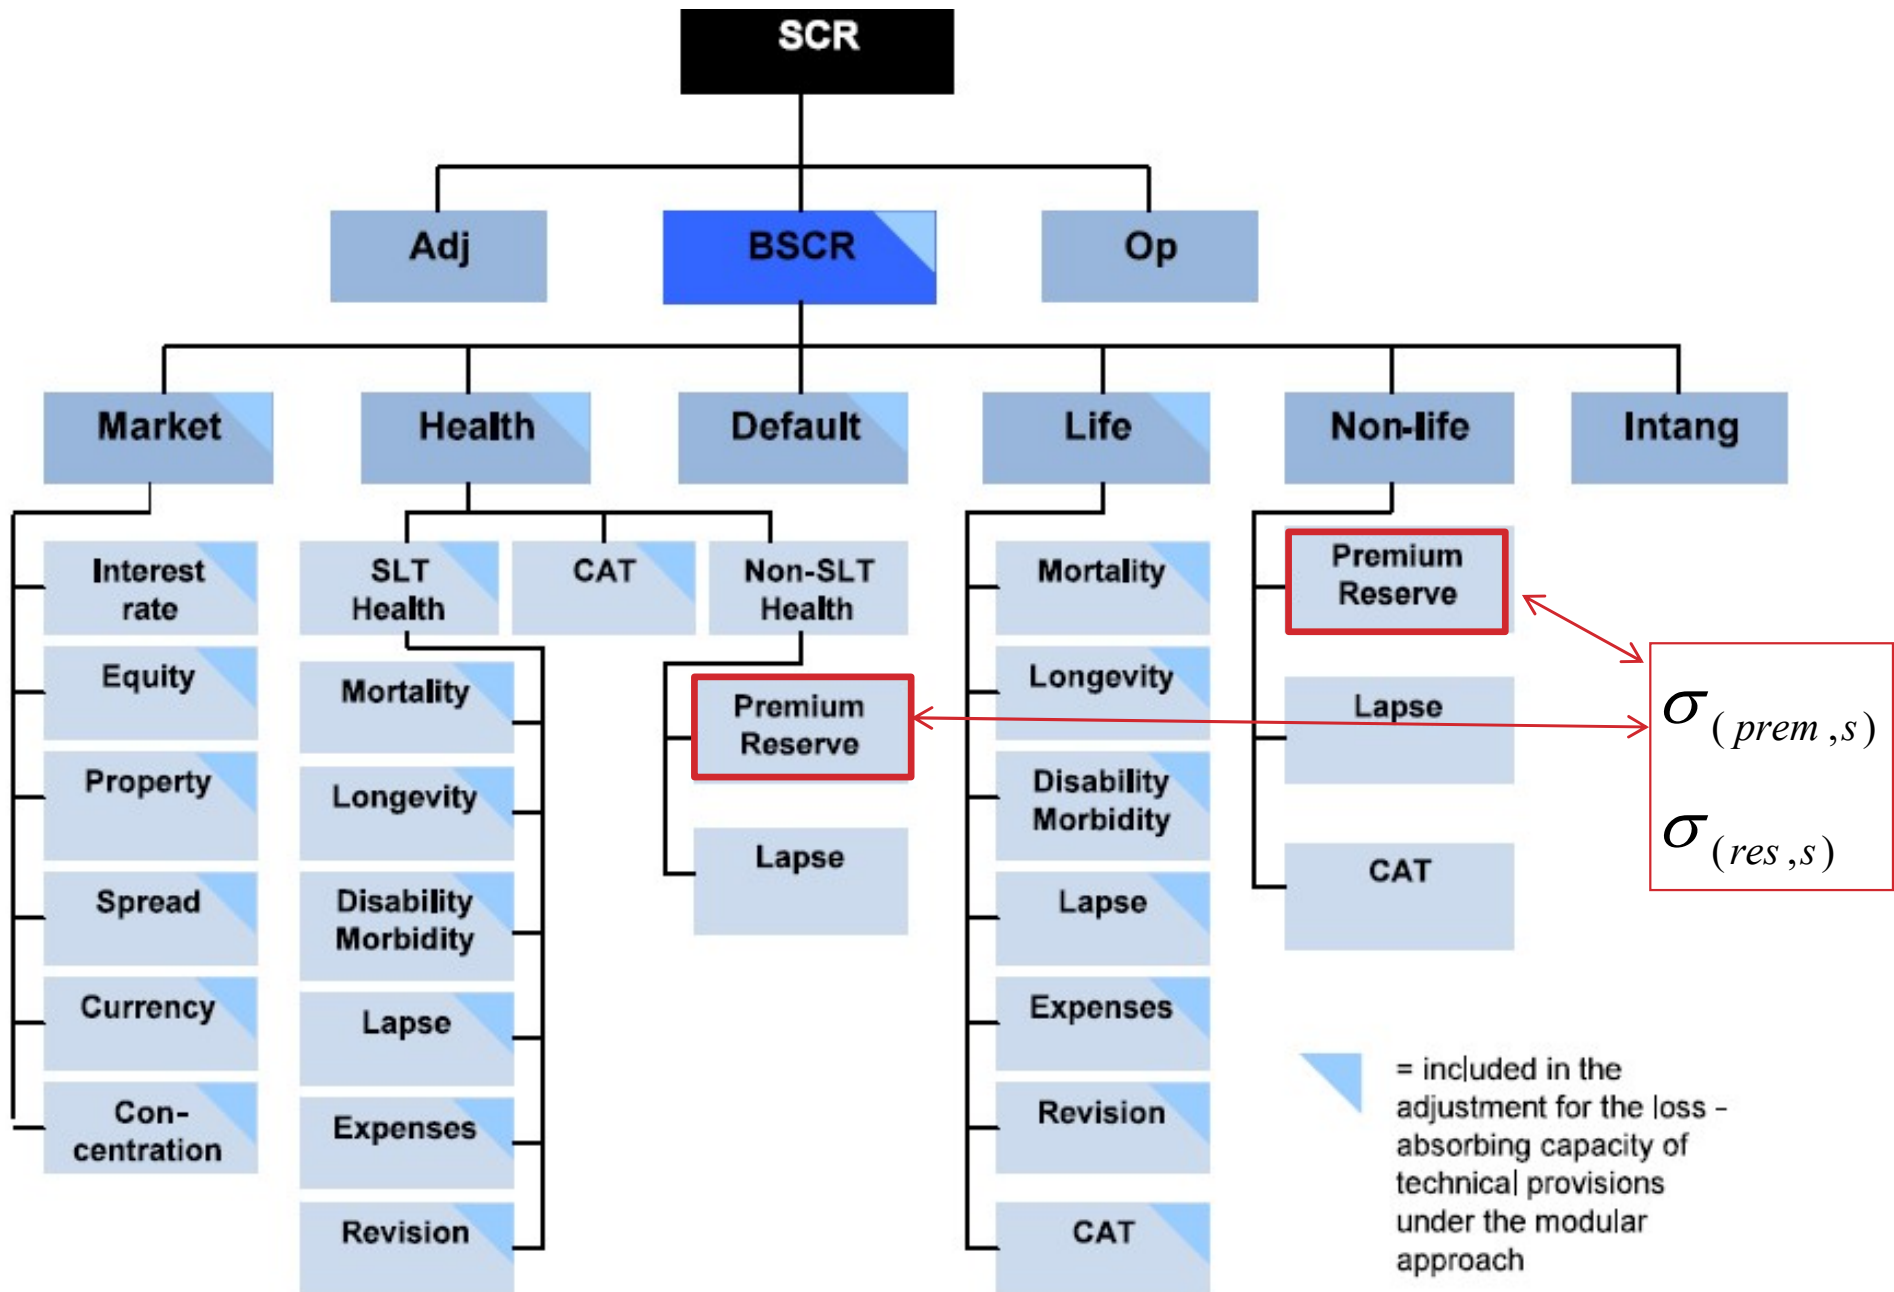 SCR
Adj
BSCR
Op
Market
Health
Default
Life
Non-life
Intang
Interest
rate
Equity
Property
Spread
Currency
Con-
centration
SLT
Health
Mortality
Longevity
Disability
Morbidity
Lapse
Expenses
Revision
CAT
Non-SLT
Health
Premium
Reserve
Lapse
Mortality
Longevity
Disability
Morbidity
Lapse
Expenses
Revision
CAT
Premium
Reserve
Lapse
CAT
σ(prem,s)
σ(res,s)
= included in the
adjustment for the loss -
absorbing capacity of
technical provisions
under the modular
approach